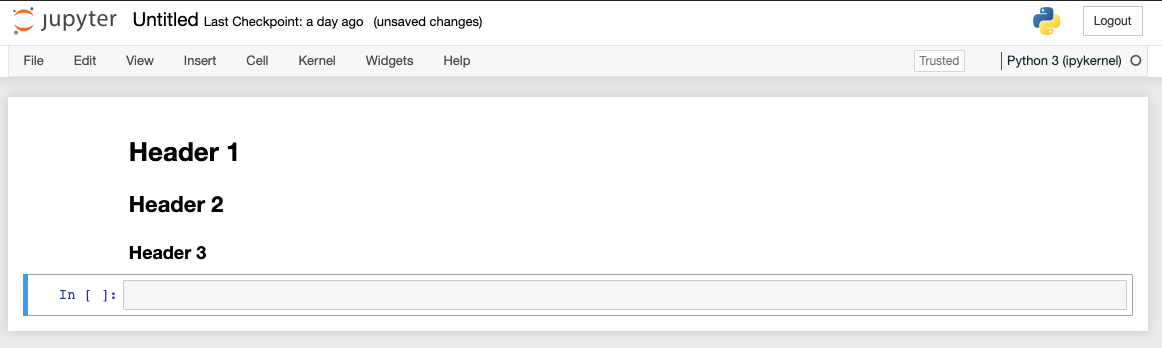 jupyter Untitled Last Checkpoint: a day ago (unsaved changes) Logout
File Edit View Insert Cell Kernel Widgets Help Trusted Python 3 (ipykernel)
Header 1
Header 2
Header 3
In [ ]: